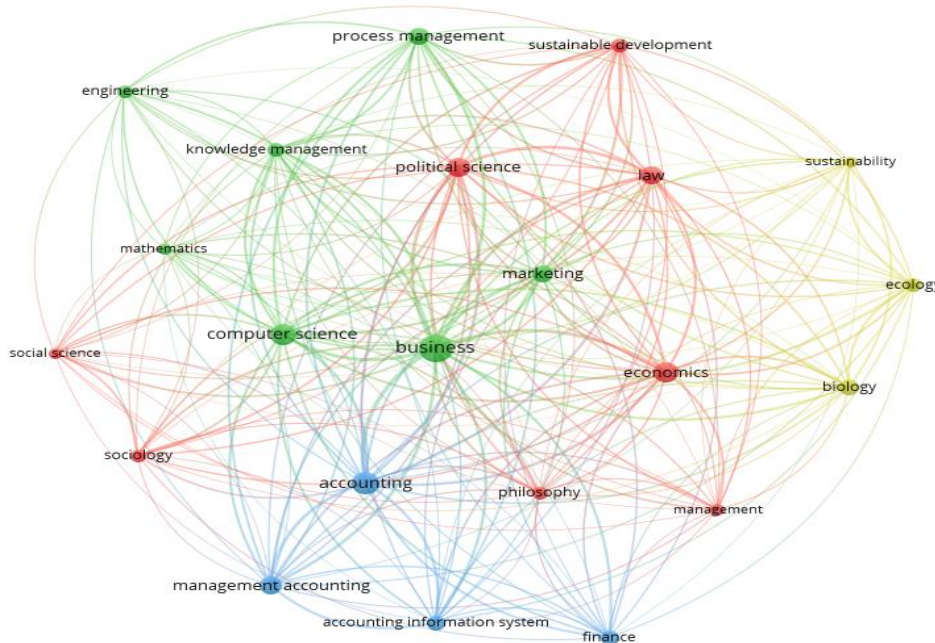 process management
sustainable development
engineering
knowledge management
political science
law
sustainability
mathematics
marketing
ecology
computer science
business
social science
economics
biology
sociology
accounting
philosophy
management
management accounting
accounting information system
finance